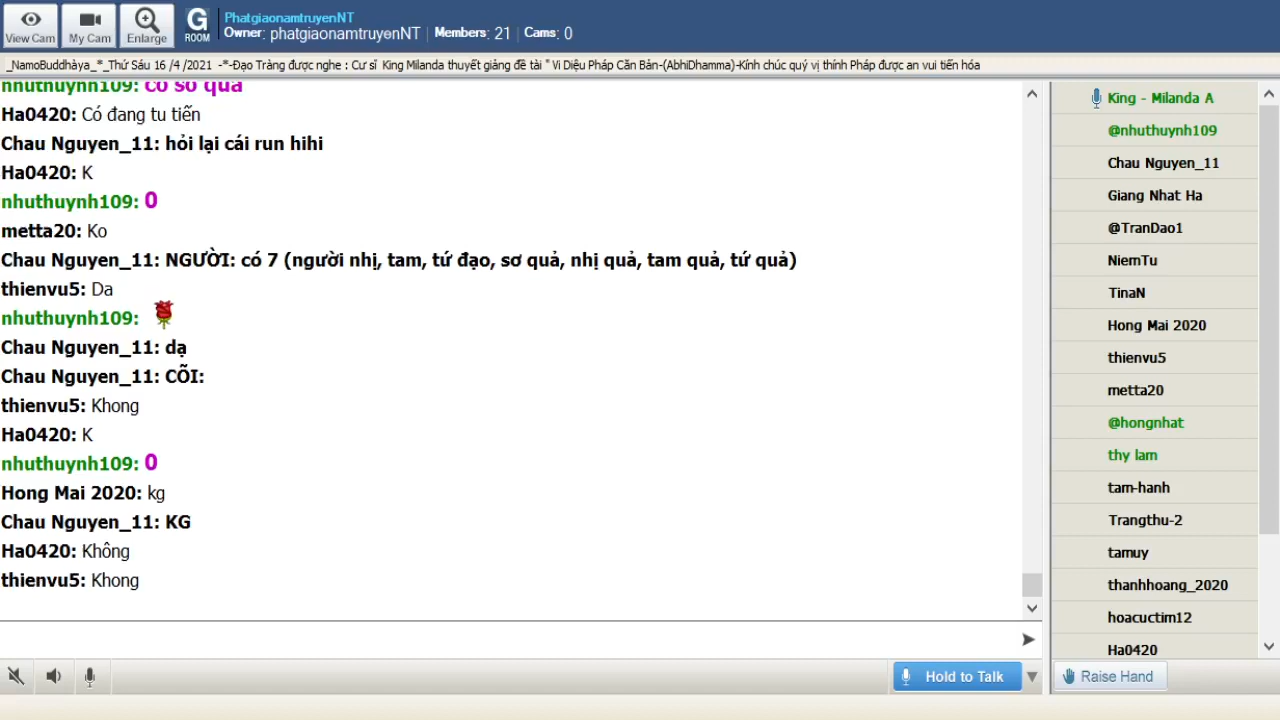 View Cam
My Cam
Enlarge
G
ROOM
PhatgiaonamtruyenNT
Owner: phatgiaonamtruyenNT | Members: 21 | Cams: 0
_NamoBuddhàya_*_Thứ Sáu 16 /4 /2021 -*-Đạo Tràng được nghe : Cư sĩ King Milanda thuyết giảng đề tài " Vi Diệu Pháp Căn Bản-(AbhiDhamma)-Kính chúc quý vị thính Pháp được an vui tiến hóa
nhuthuynh109: co so qua
Ha0420: Có đang tu tiến
Chau Nguyen_11: hỏi lại cái run hihi
Ha0420: K
nhuthuynh109: 0
metta20: Ko
Chau Nguyen_11: NGƯỜI: có 7 (người nhị, tam, tứ đạo, sơ quả, nhị quả, tam quả, tứ quả)
thienvu5: Da
nhuthuynh109:
Chau Nguyen_11: dạ
Chau Nguyen_11: CÕI:
thienvu5: Khong
Ha0420: K
nhuthuynh109: 0
Hong Mai 2020: kg
Chau Nguyen_11: KG
Ha0420: Không
thienvu5: Khong
King - Milanda A
@nhuthuynh109
Chau Nguyen_11
Giang Nhat Ha
@TranDao1
NiemTu
TinaN
Hong Mai 2020
thienvu5
metta20
@hongnhat
thy lam
tam-hanh
Trangthu-2
tamuy
thanhhoang_2020
hoacuctim12
Ha0420
Hold to Talk
Raise Hand